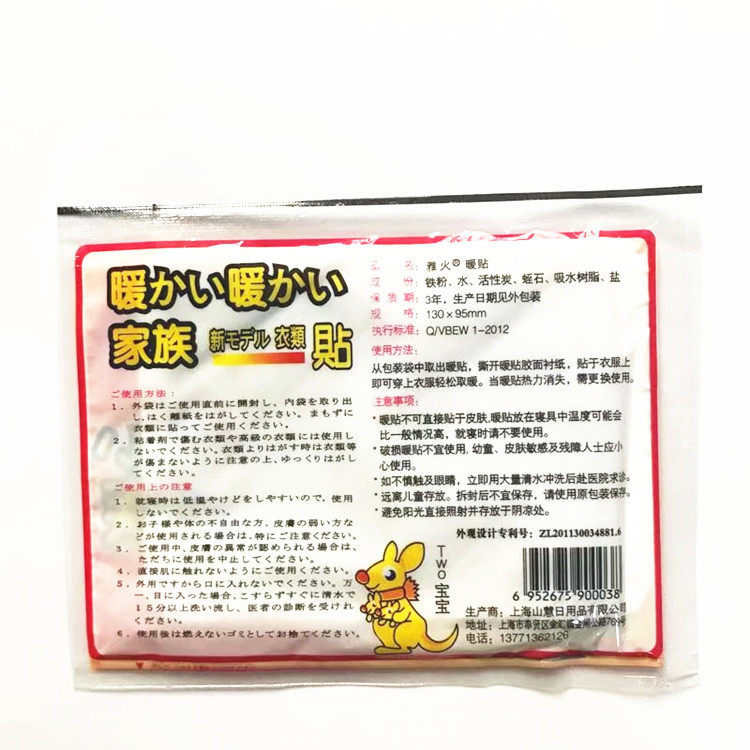 暖かい暖かい
家族 新モデル 衣類 貼
ご使用方法：
1．外袋はご使用直前に開封し、内袋を取り出
し、はく離紙をはがしてください。まもずに
衣類に貼ってご使用ください。
2．粘着剤で傷む衣類や高級の衣類には使用し
ないでください。衣類よりはがす時は衣類等
が傷まないように注意の上、ゆっくりはがし
てください。
ご使用上の注意
1．就寝時は低温やけどをしやすいので、使用
しないでください。
2．お子様や体の不自由な方、皮膚の弱い方な
どが使用される場合は、特にご注意ください。
3．ご使用中、皮膚の異常が認められる場合は、
ただちに使用を中止してください。
4．直接肌に触れないようにご使用ください。
5．外用ですから口に入れないでください。万
一、目に入った場合、こすらずすぐに清水で
15分以上洗い流し、医者の診断を受けれ
ください。
6．使用後は燃えないゴミとしてお捨てください。
品 名：雅火® 暖贴
成 份：铁粉、水、活性炭、蛭石、吸水树脂、盐
保 质 期：3年，生产日期见外包装
规 格：130×95mm
执行标准：Q/VBEW 1-2012
使用方法：
从包装袋中取出暖贴，撕开暖贴胶面衬纸，贴于衣服上
即可穿上衣服轻松取暖。当暖贴热力消失，需更换使用。
注意事项：
*暖贴不可直接贴于皮肤，暖贴放在寝具中温度可能会
比一般情况高，就寝时请不要使用。
*破损暖贴不宜使用，幼童、皮肤敏感及残障人士应小
心使用。
*如不慎触及眼睛，立即用大量清水冲洗后赴医院求诊。
*远离儿童存放。拆封后不宜保存，请使用原包装保存。
*避免阳光直接照射并存放于阴凉处。
外观设计专利号：ZL201130034881.6
TWO宝宝
6 952675 900038
生产商：上海山慧日用品有限公司
地址：上海市奉贤区金汇镇金闸公路769号
电话：13771362126